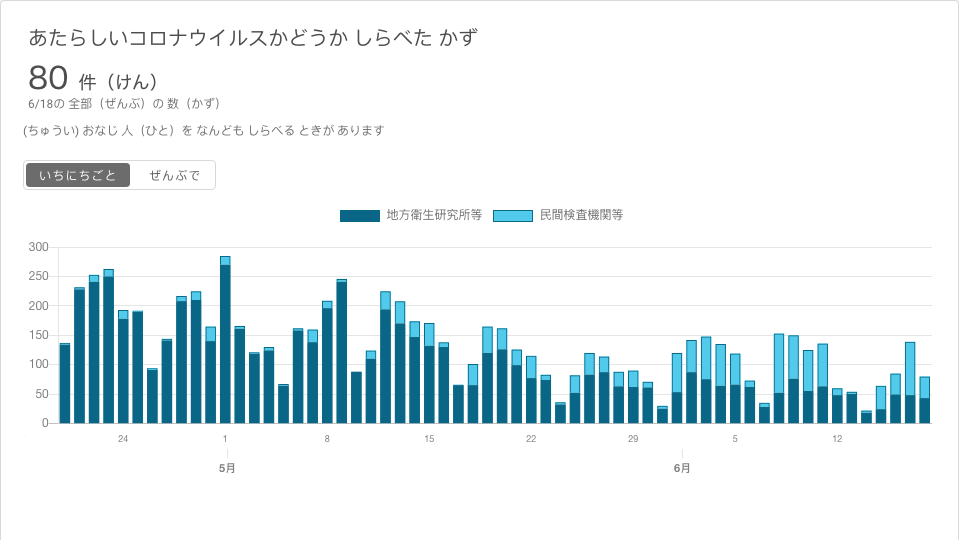 あたらしいコロナウイルスかどうか しらべた かず
80 件（けん）
6/18の 全部（ぜんぶ）の 数（かず）
(ちゅうい) おなじ 人（ひと）を なんども しらべる ときが あります
いちにちごと ぜんぶで
地方衛生研究所等 民間検査機関等
300
250
200
150
100
50
0
24 1 8 15 22 29 5 12
5月 6月